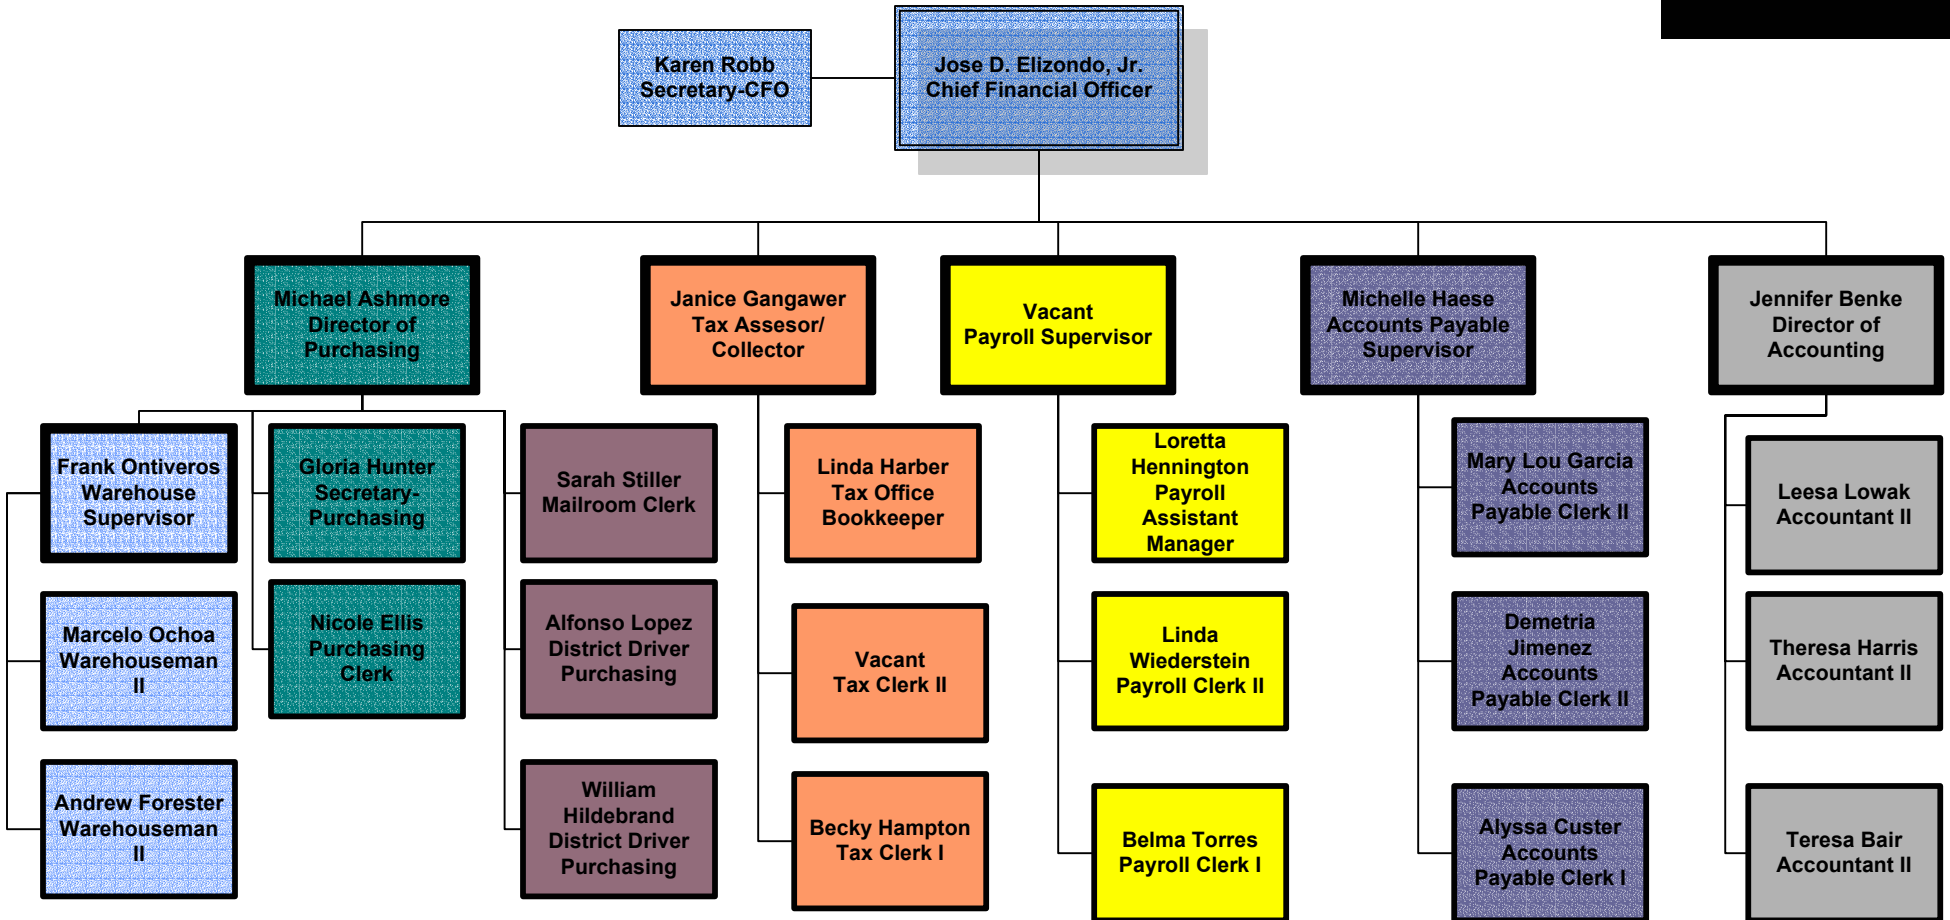 Karen Robb
Secretary-CFO
Jose D. Elizondo, Jr.
Chief Financial Officer
Michael Ashmore
Director of
Purchasing
Janice Gangawer
Tax Assesor/
Collector
Vacant
Payroll Supervisor
Michelle Haese
Accounts Payable
Supervisor
Jennifer Benke
Director of
Accounting
Frank Ontiveros
Warehouse
Supervisor
Gloria Hunter
Secretary-
Purchasing
Sarah Stiller
Mailroom Clerk
Linda Harber
Tax Office
Bookkeeper
Loretta
Hennington
Payroll
Assistant
Manager
Mary Lou Garcia
Accounts
Payable Clerk II
Leesa Lowak
Accountant II
Marcelo Ochoa
Warehouseman
II
Nicole Ellis
Purchasing
Clerk
Alfonso Lopez
District Driver
Purchasing
Vacant
Tax Clerk II
Linda
Wiederstein
Payroll Clerk II
Demetria
Jimenez
Accounts
Payable Clerk II
Theresa Harris
Accountant II
Andrew Forester
Warehouseman
II
William
Hildebrand
District Driver
Purchasing
Becky Hampton
Tax Clerk I
Belma Torres
Payroll Clerk I
Alyssa Custer
Accounts
Payable Clerk I
Teresa Bair
Accountant II